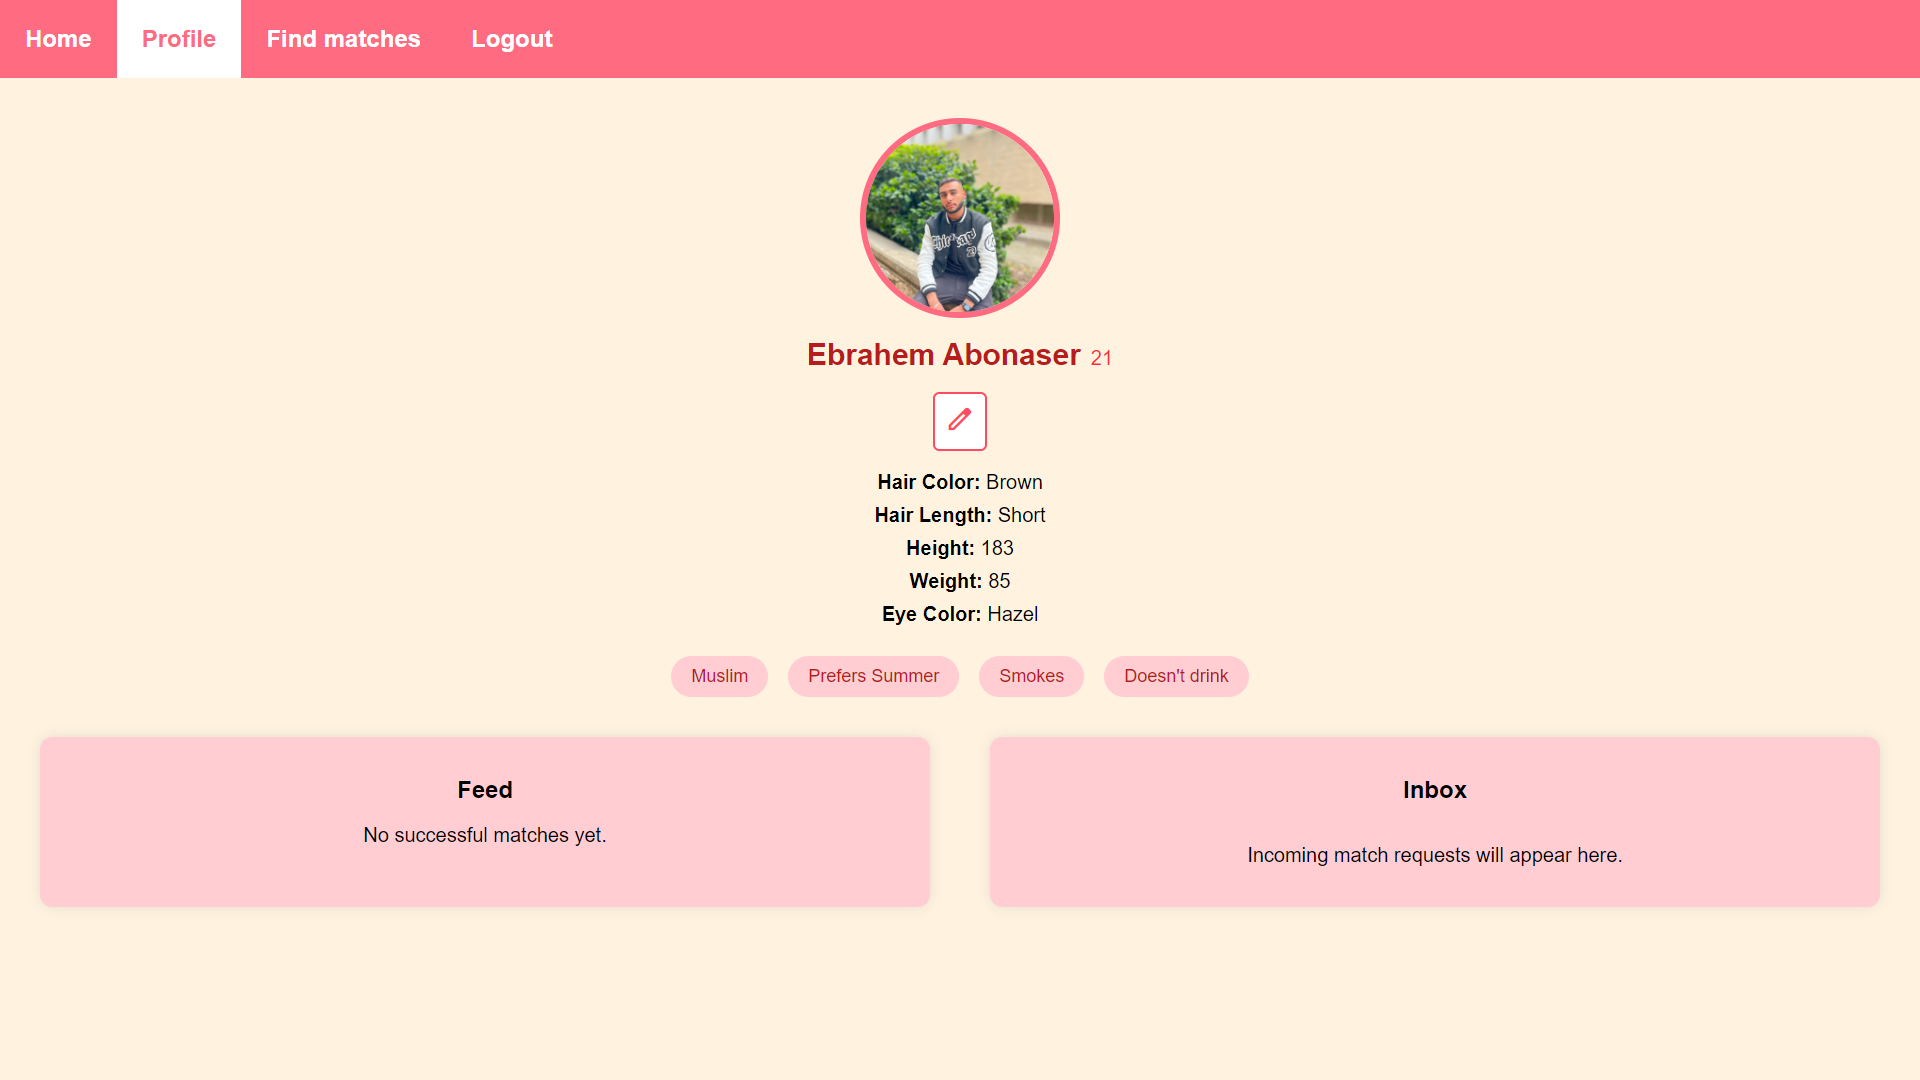 Home Profile Find matches Logout
Chicago
Ebrahem Abonaser 21
Hair Color: Brown
Hair Length: Short
Height: 183
Weight: 85
Eye Color: Hazel
Muslim Prefers Summer Smokes Doesn't drink
Feed
No successful matches yet.
Inbox
Incoming match requests will appear here.